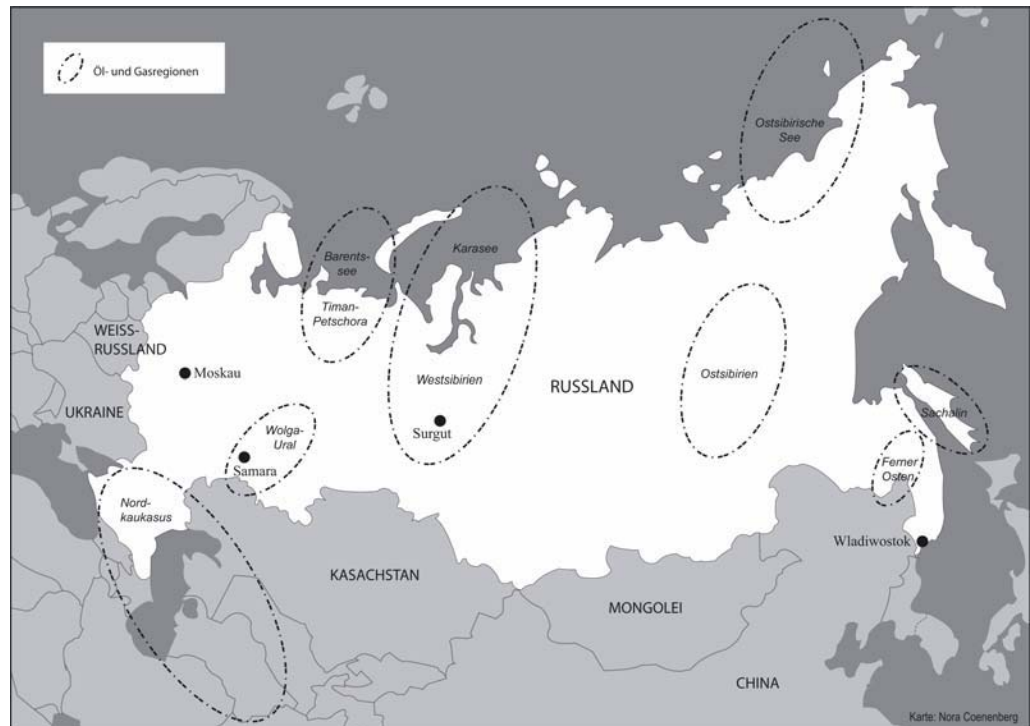 Öl- und Gasregionen
Ostsibirische
See
Barents-
see
Karasee
Timan-
Petschora
WEISS-
RUSSLAND
Moskau
Westsibirien
RUSSLAND
Ostsibirien
UKRAINE
Surgut
Sachalin
Wolga-
Ural
Samara
Ferner
Osten
Nord-
kaukasus
Wladiwostok
KASACHSTAN
MONGOLEI
CHINA
Karte: Nora Coenenberg